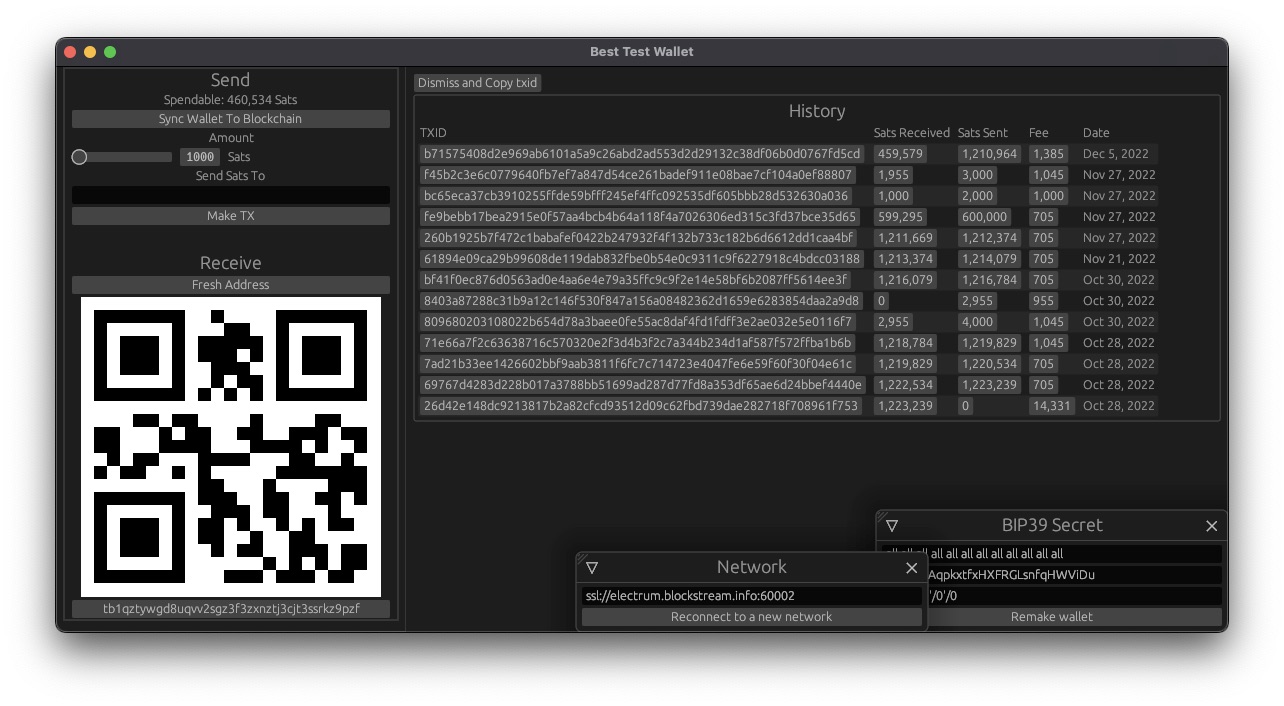 Best Test Wallet
Send
Spendable: 460,534 Sats
Sync Wallet To Blockchain
Amount
1000 Sats
Send Sats To
Make TX
Receive
Fresh Address
tb1qztywgd8uqvv2sgz3f3zxnztj3cjt3ssrkz9pzf
Dismiss and Copy txid
History
TXID Sats Received Sats Sent Fee Date
b71575408d2e969ab6101a5a9c26abd2ad553d2d29132c38df06b0d0767fd5cd 459,579 1,210,964 1,385 Dec 5, 2022
f45b2c3e6c0779640fb7ef7a847d54ce261badef911e08bae7cf104a0ef88807 1,955 3,000 1,045 Nov 27, 2022
bc65eca37cb3910255ffde59bfff245ef4ffc092535df605bbb28d532630a036 1,000 2,000 1,000 Nov 27, 2022
fe9bebb17bea2915e0f57aa4bcb4b64a118f4a7026306ed315c3fd37bce35d65 599,295 600,000 705 Nov 27, 2022
260b1925b7f472c1babafef0422b247932f4f132b733c182b6d6612dd1caa4bf 1,211,669 1,212,374 705 Nov 27, 2022
61894e09ca29b99608de119dab832fbe0b54e0c9311c9f6227918c4bdcc03188 1,213,374 1,214,079 705 Nov 21, 2022
bf41f0ec876d0563ad0e4aa6e4e79a35ffc9c9f2e14e58bf6b2087ff5614ee3f 1,216,079 1,216,784 705 Oct 30, 2022
8403a87288c31b9a12c146f530f847a156a08482362d1659e6283854daa2a9d8 0 2,955 955 Oct 30, 2022
809680203108022b654d78a3baee0fe55ac8daf4fd1fdff3e2ae032e5e0116f7 2,955 4,000 1,045 Oct 30, 2022
71e66a7f2c63638716c570320e2f3d4b3f2c7a344b234d1af587f572ffba1b6b 1,218,784 1,219,829 1,045 Oct 28, 2022
7ad21b33ee1426602bbf9aab3811f6fc7c714723e4047fe6e59f60f30f04e61c 1,219,829 1,220,534 705 Oct 28, 2022
69767d4283d228b017a3788bb51699ad287d77fd8a353df65ae6d24bbef4440e 1,222,534 1,223,239 705 Oct 28, 2022
26d42e148dc9213817b2a82cfcd93512d09c62fbd739dae282718f708961f753 1,223,239 0 14,331 Oct 28, 2022
BIP39 Secret
all all all all all all all all all all all all
AqpkxtfxHXFRGLsnfqHWViDu
'/0'/0
Remake wallet
Network
ssl://electrum.blockstream.info:60002
Reconnect to a new network